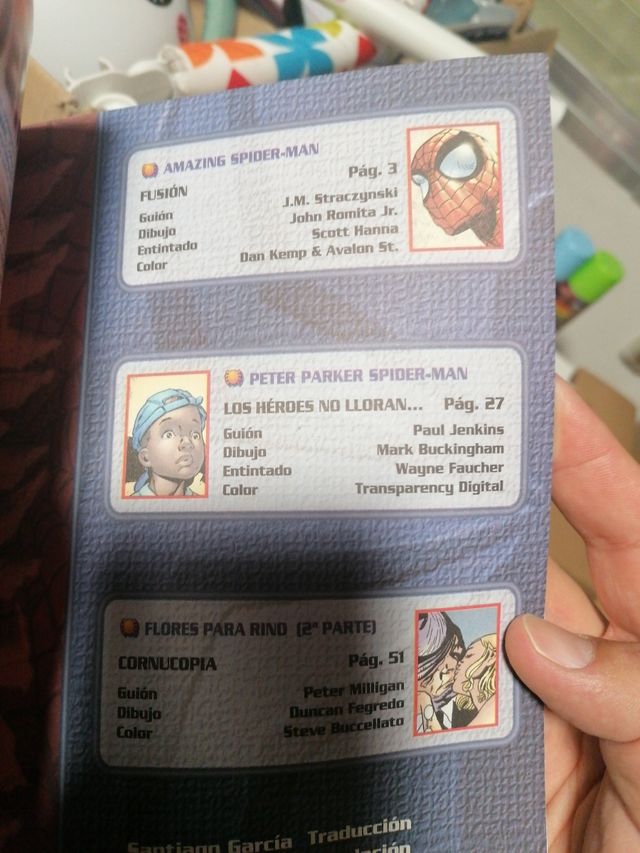 AMAZING SPIDER-MAN
FUSIÓN Pág. 3
Guión J.M. Straczynski
Dibujo John Romita Jr.
Entintado Scott Hanna
Color Dan Kemp & Avalon St.
PETER PARKER SPIDER-MAN
LOS HÉROES NO LLORAN... Pág. 27
Guión Paul Jenkins
Dibujo Mark Buckingham
Entintado Wayne Faucher
Color Transparency Digital
FLORES PARA RINO (2ª PARTE)
CORNUCOPIA Pág. 51
Guión Peter Milligan
Dibujo Duncan Fegredo
Color Steve Buccellato
Santiago García Traducción